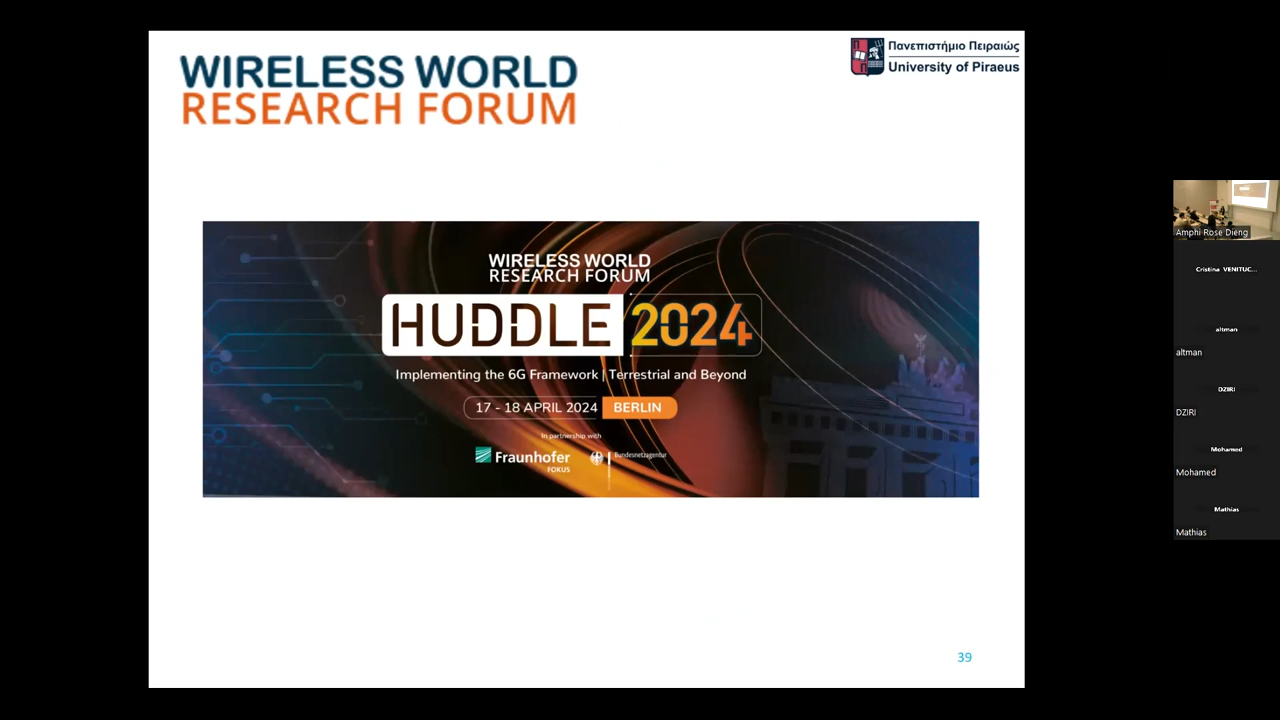 WIRELESS WORLD
RESEARCH FORUM
Πανεπιστήμιο Πειραιώς
University of Piraeus
WIRELESS WORLD
RESEARCH FORUM
HUDDLE 2024
Implementing the 6G Framework | Terrestrial and Beyond
17 - 18 APRIL 2024 BERLIN
In partnership with
Fraunhofer
FOKUS
Bundesnetzagentur
39
Amphi Rose Dieng
Cristina VENITUC...
altman
altman
DZIRI
DZIRI
Mohamed
Mohamed
Mathias
Mathias